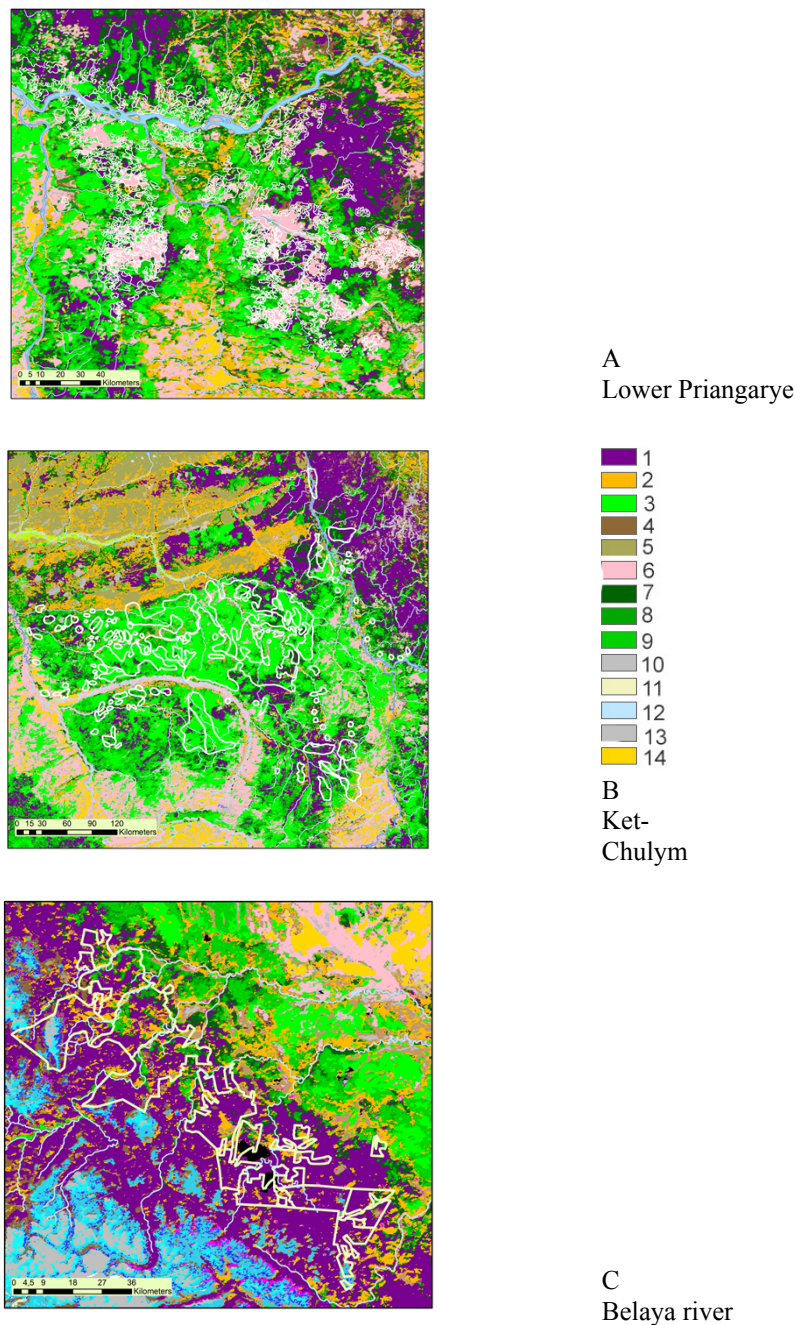 0 5 10 20 30 40
Kilometers
A
Lower Priangarye
1
2
3
4
5
6
7
8
9
10
11
12
13
14
0 15 30 60 90 120
Kilometers
B
Ket-
Chulym
0 4,5 9 18 27 36
Kilometers
C
Belaya river